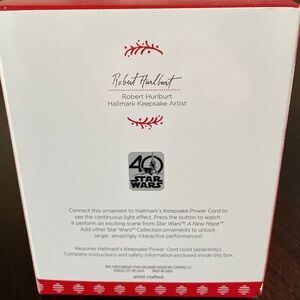 Robert Hurlburt
Robert Hurlburt
Hallmark Keepsake Artist
40
STAR
WARS
Connect this ornament to Hallmark's Keepsake Power Cord to
see the continuous light effect. Press the button to watch
it perform an exciting scene from Star Wars™: A New Hope™.
Add other Star Wars™ Collection ornaments to unlock
larger, amazingly interactive performances!
Requires Hallmark's Keepsake Power Cord (sold separately).
Complete instructions and safety information enclosed inside this box.
artist crafted